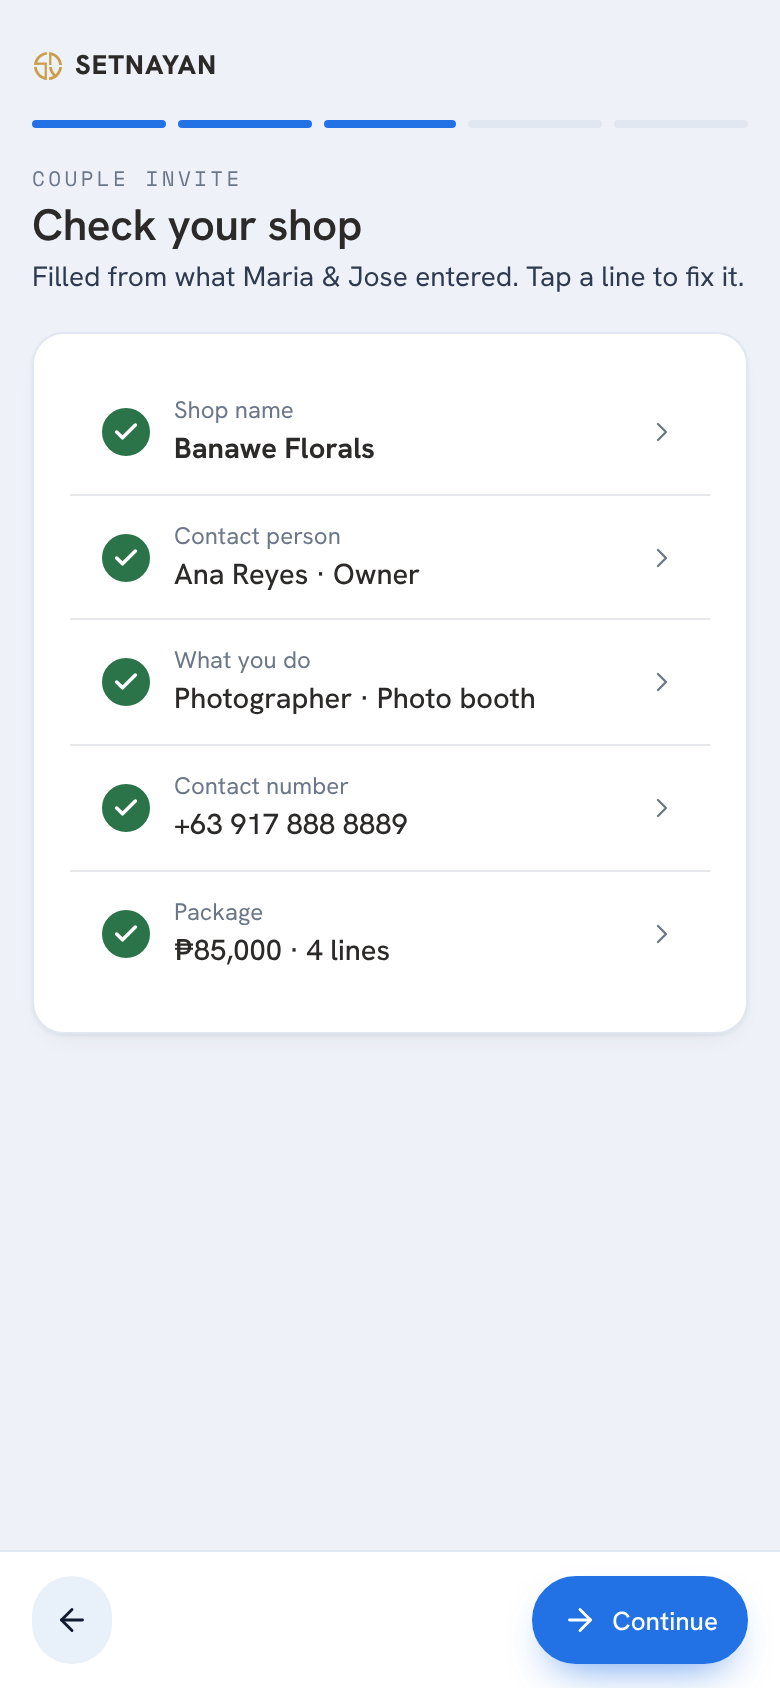 SETNAYAN
COUPLE INVITE
Check your shop
Filled from what Maria & Jose entered. Tap a line to fix it.
Shop name
Banawe Florals
Contact person
Ana Reyes · Owner
What you do
Photographer · Photo booth
Contact number
+63 917 888 8889
Package
₱85,000 · 4 lines
Continue